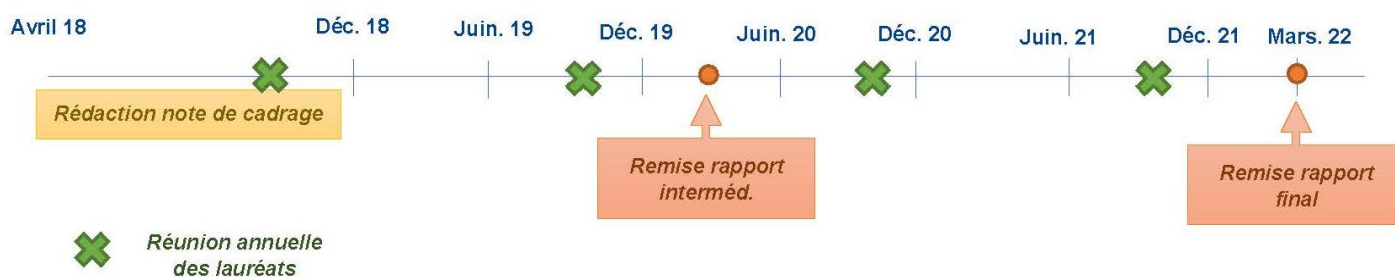 Avril 18
Déc. 18
Juin. 19
Déc. 19
Juin. 20
Déc. 20
Juin. 21
Déc. 21
Mars. 22
Rédaction note de cadrage
Remise rapport
interméd.
Remise rapport
final
Réunion annuelle
des lauréats